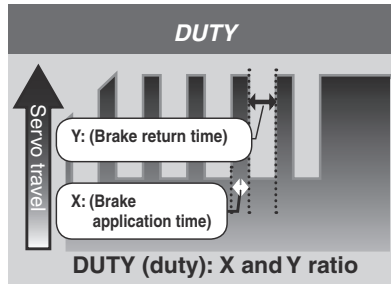 DUTY
Servo travel
Y: (Brake return time)
X: (Brake
application time)
DUTY (duty): X and Y ratio